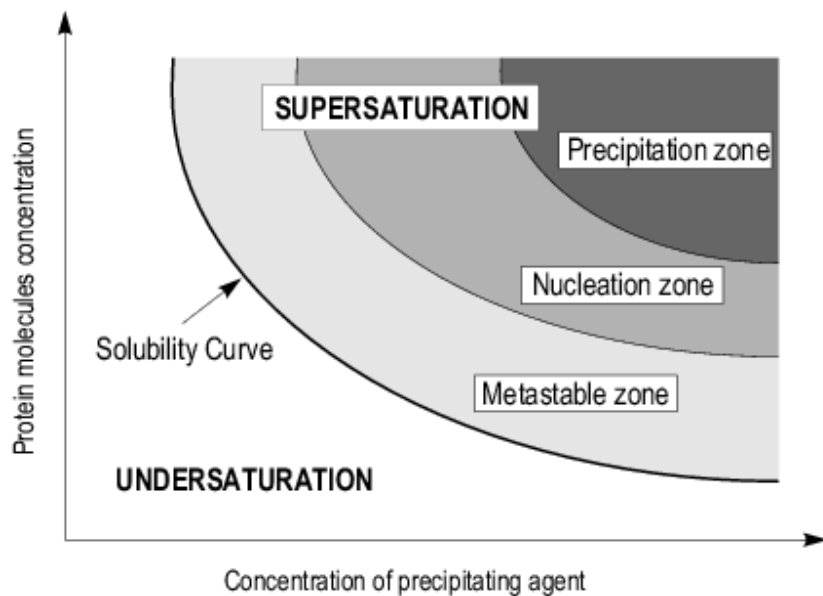 SUPERSATURATION
Precipitation zone
Nucleation zone
Solubility Curve
Metastable zone
UNDERSATURATION
Protein molecules concentration
Concentration of precipitating agent